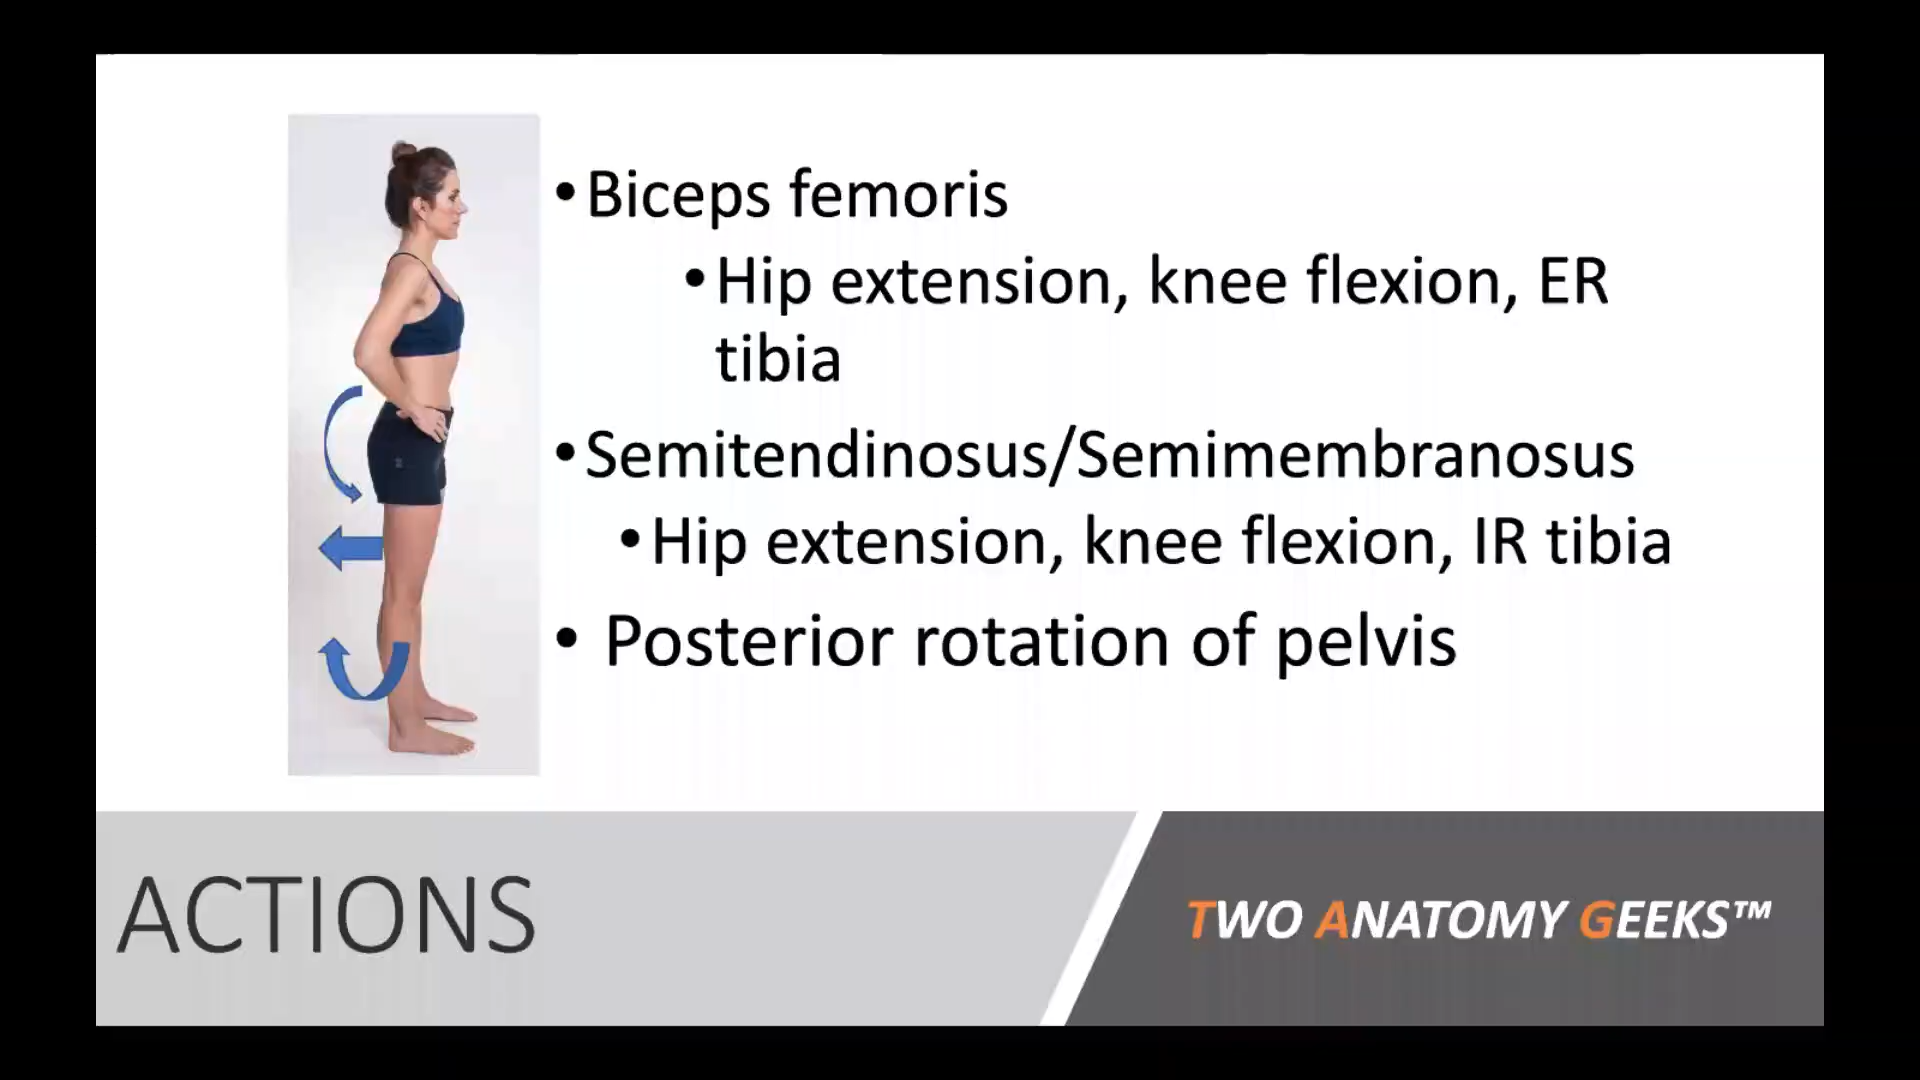 •Biceps femoris
•Hip extension, knee flexion, ER
tibia
•Semitendinosus/Semimembranosus
•Hip extension, knee flexion, IR tibia
• Posterior rotation of pelvis
ACTIONS
TWO ANATOMY GEEKS™